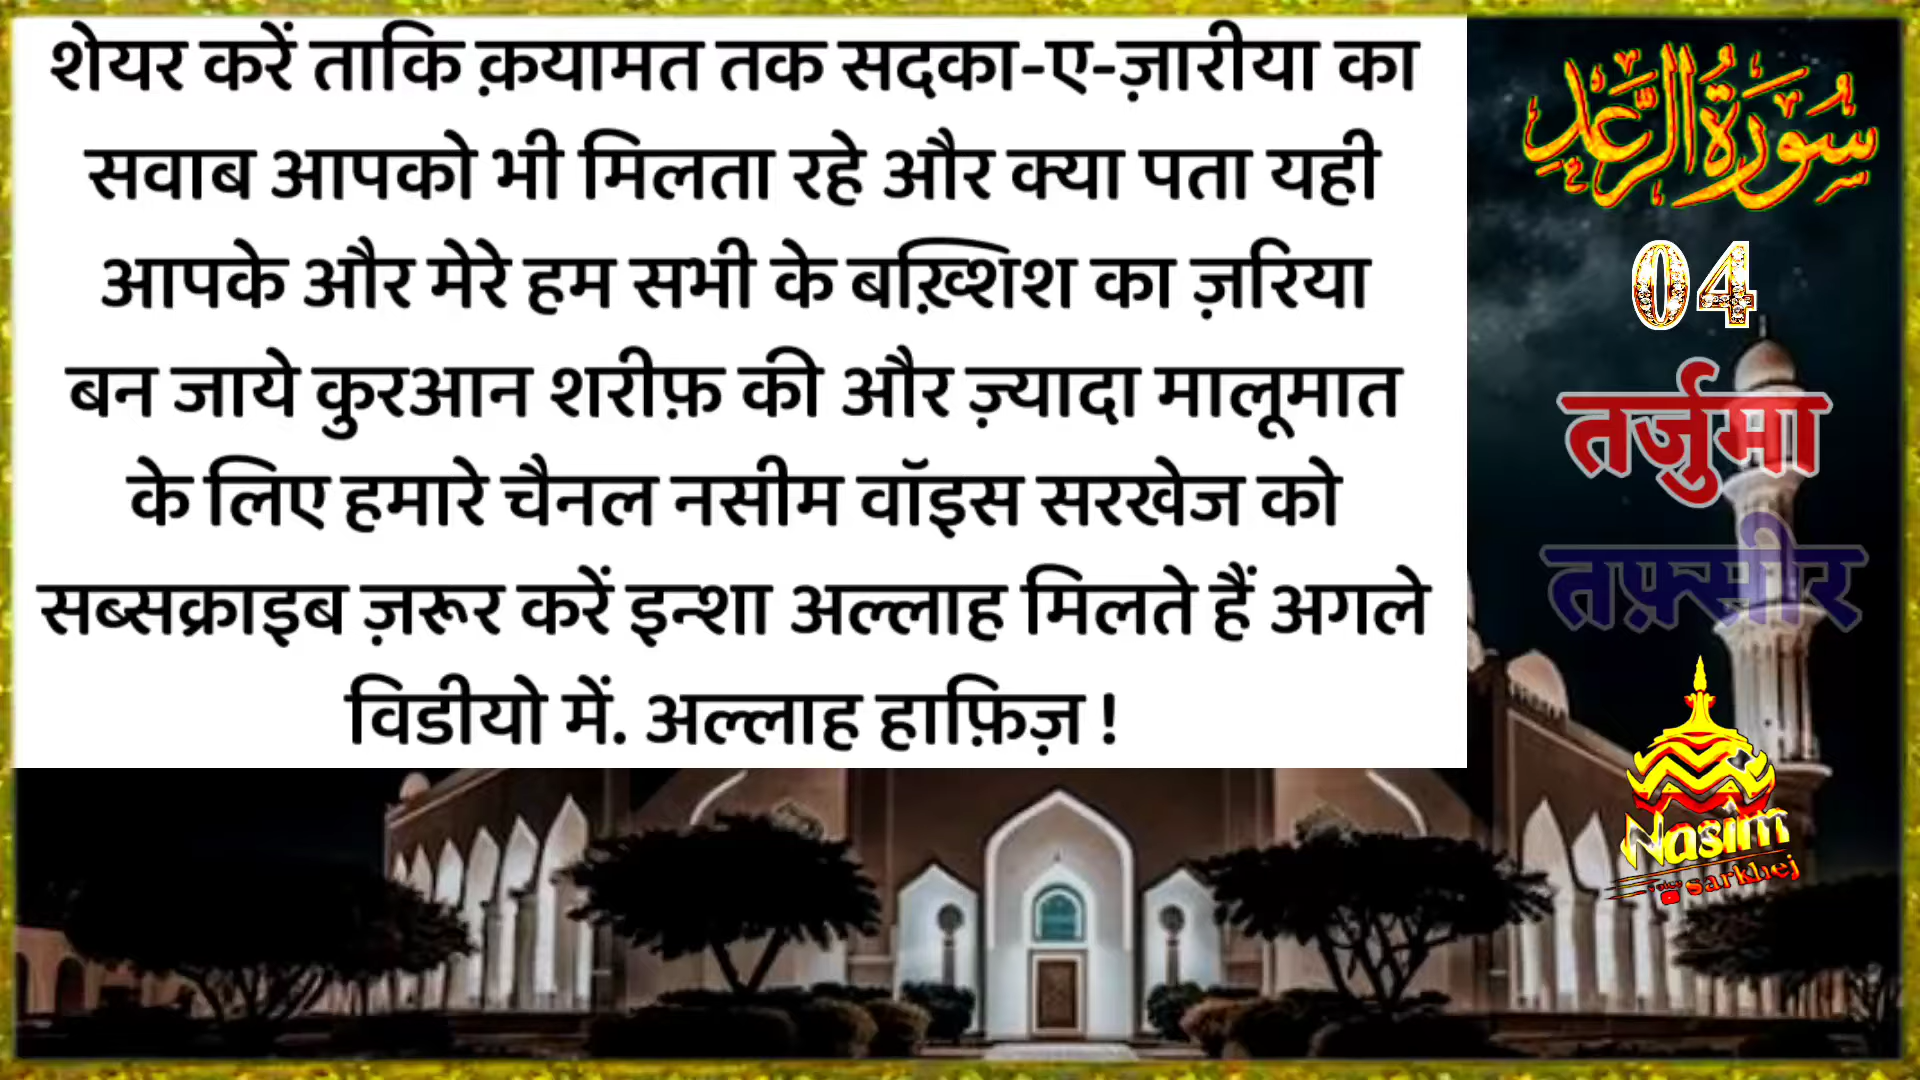 शेयर करें ताकि क़यामत तक सदका-ए-ज़ारीया का
सवाब आपको भी मिलता रहे और क्या पता यही
आपके और मेरे हम सभी के बख़्शिश का ज़रिया
बन जाये कुरआन शरीफ़ की और ज़्यादा मालूमात
के लिए हमारे चैनल नसीम वॉइस सरखेज को
सब्सक्राइब ज़रूर करें इन्शा अल्लाह मिलते हैं अगले
विडीयो में. अल्लाह हाफ़िज़ !
سُوْرَةُ الرَّعْدِ
04
तर्जुमा
तफ़्सीर
Nasim
sarkhej